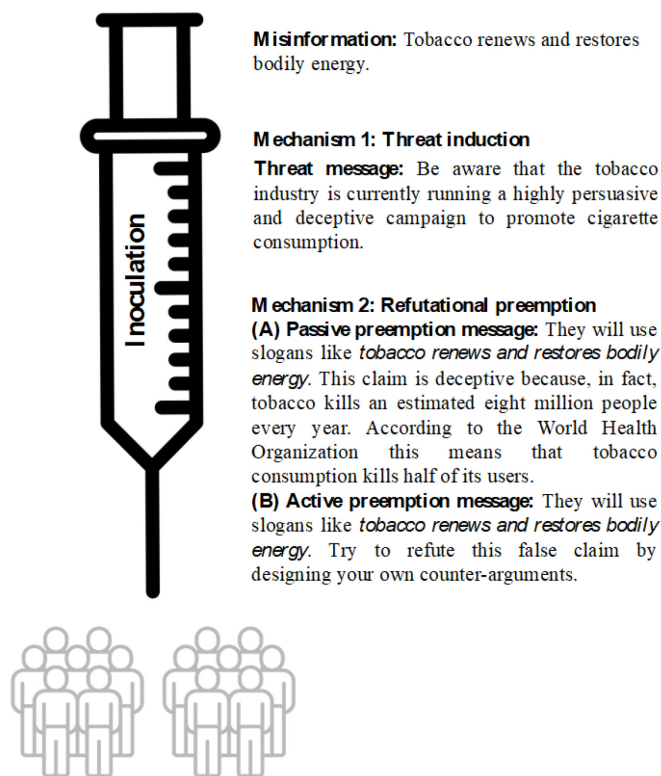 Misinformation: Tobacco renews and restores
bodily energy.
Mechanism 1: Threat induction
Threat message: Be aware that the tobacco
industry is currently running a highly persuasive
and deceptive campaign to promote cigarette
consumption.
Inoculation
Mechanism 2: Refutational preemption
(A) Passive preemption message: They will use
slogans like tobacco renews and restores bodily
energy. This claim is deceptive because, in fact,
tobacco kills an estimated eight million people
every year. According to the World Health
Organization this means that tobacco
consumption kills half of its users.
(B) Active preemption message: They will use
slogans like tobacco renews and restores bodily
energy. Try to refute this false claim by
designing your own counter-arguments.